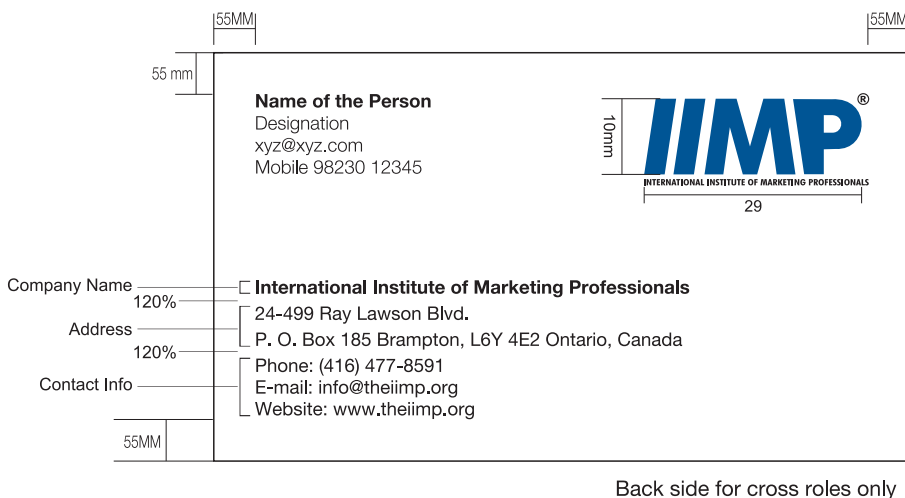 55MM
55MM
55 mm
Name of the Person
Designation
xyz@xyz.com
Mobile 98230 12345
10mm
IIMP®
INTERNATIONAL INSTITUTE OF MARKETING PROFESSIONALS
29
Company Name
International Institute of Marketing Professionals
120%
Address
24-499 Ray Lawson Blvd.
P. O. Box 185 Brampton, L6Y 4E2 Ontario, Canada
120%
Contact Info
Phone: (416) 477-8591
E-mail: info@theiimp.org
Website: www.theiimp.org
55MM
Back side for cross roles only